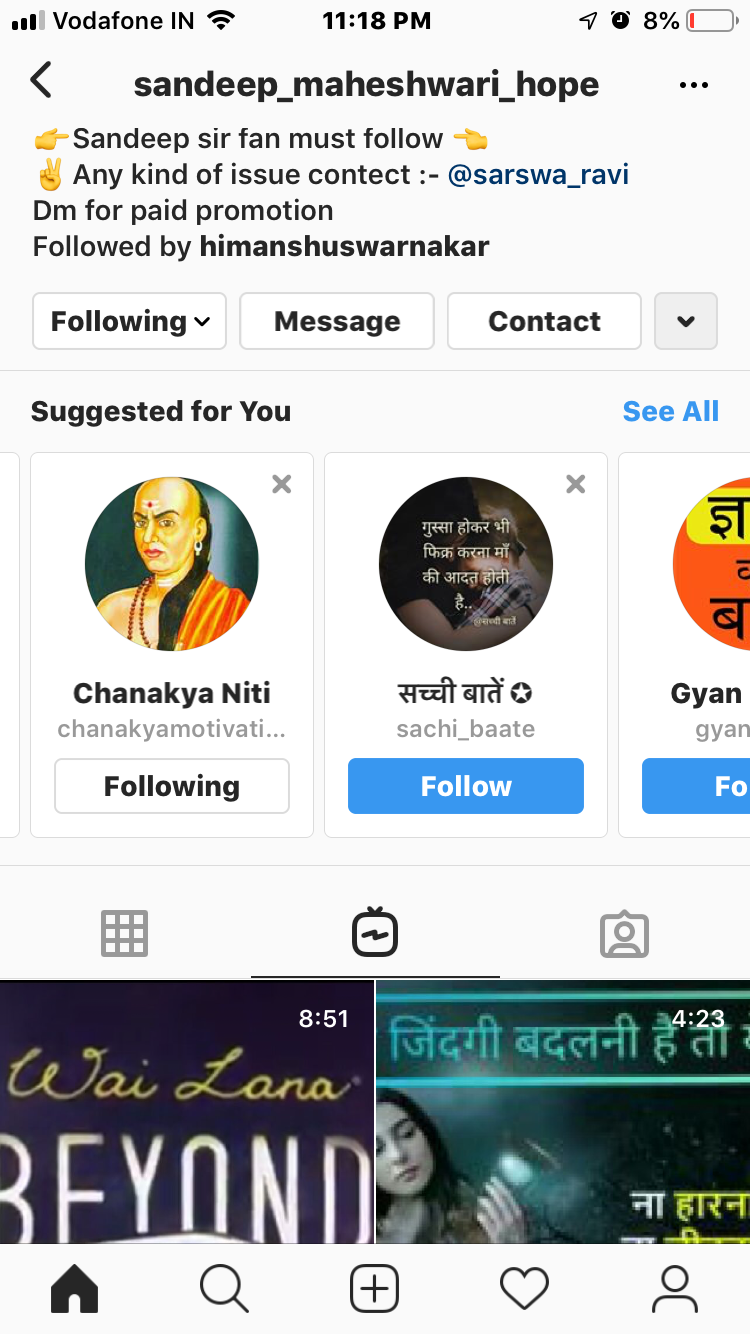 Vodafone IN 11:18 PM 8%
sandeep_maheshwari_hope
👉Sandeep sir fan must follow 👈
✌️Any kind of issue contect :- @sarswa_ravi
Dm for paid promotion
Followed by himanshuswarnakar
Following Message Contact
Suggested for You See All
गुस्सा होकर भी
फिक्र करना माँ
की आदत होती
है..
@सच्ची बातें
ज्ञा
बा
Chanakya Niti सच्ची बातें ✪ Gyan
chanakyamotivati... sachi_baate gyan
Following Follow Fo
8:51 4:23
Wai Lana
BEYOND
जिंदगी बदलनी है तो
ना हारना